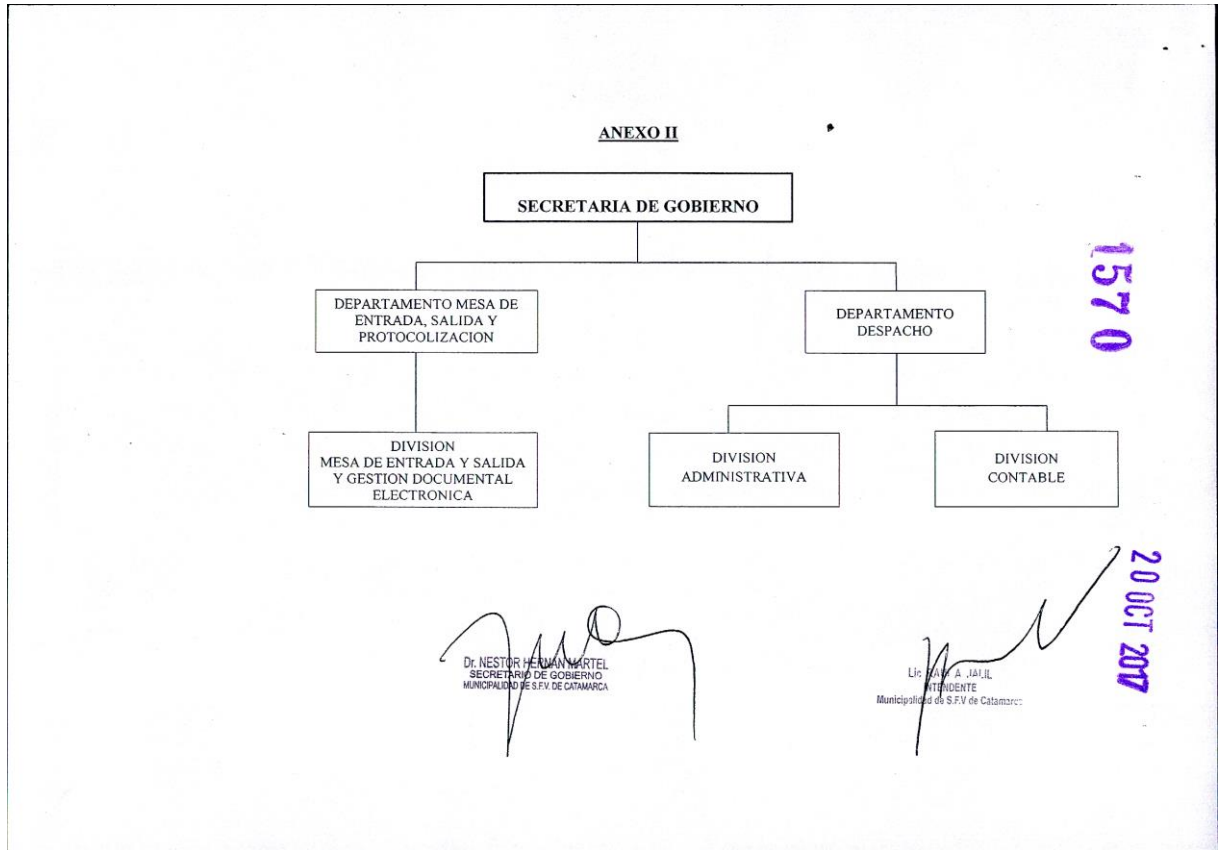 ANEXO II
SECRETARIA DE GOBIERNO
1570
DEPARTAMENTO MESA DE
ENTRADA, SALIDA Y
PROTOCOLIZACION
DEPARTAMENTO
DESPACHO
DIVISION
MESA DE ENTRADA Y SALIDA
Y GESTION DOCUMENTAL
ELECTRONICA
DIVISION
ADMINISTRATIVA
DIVISION
CONTABLE
20 OCT 2017
Dr. NESTOR HERNAN MARTEL
SECRETARIO DE GOBIERNO
MUNICIPALIDAD DE S.F.V. DE CATAMARCA
Lic. A. JALIL
INTENDENTE
Municipalidad de S.F.V de Catamarca